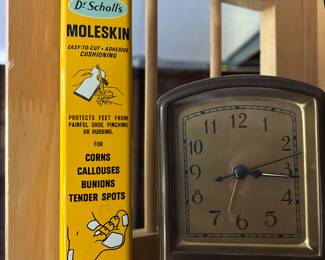 Dr Scholl's
MOLESKIN
EASY-TO-CUT • ADHESIVE
CUSHIONING
PROTECTS FEET FROM
PAINFUL SHOE PINCHING
OR RUBBING.
FOR
CORNS
CALLOUSES
BUNIONS
TENDER SPOTS
12
1
2
3
4
5
6
7
8
9
10
11